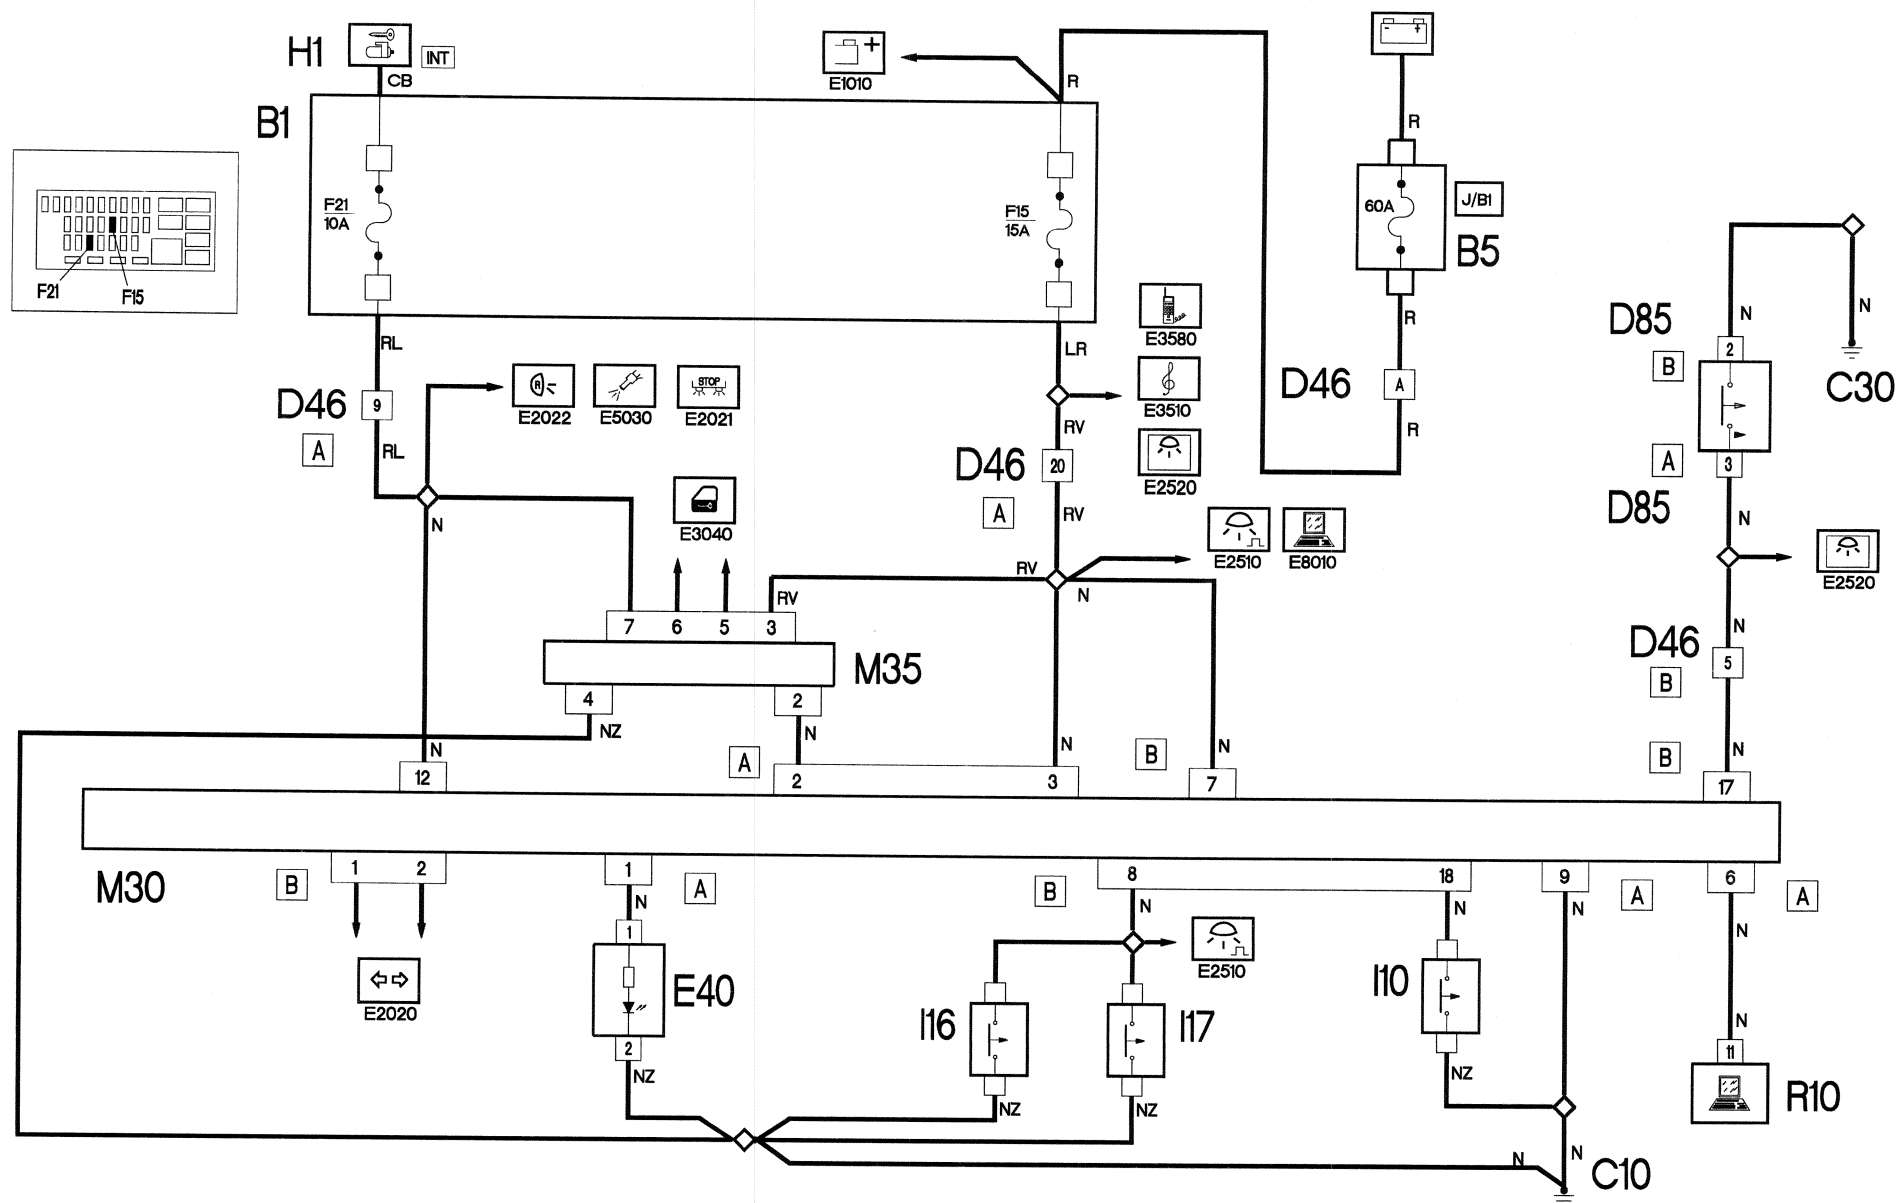 H1
INT
CB
+
E1010
R
- +
B1
R
F21
10A
F15
15A
60A
J/B1
B5
F21
F15
RL
LR
E3580
R
D85
N
N
2
B
C30
D46
9
A
RL
R
E2022
E5030
STOP
E2021
E3510
D46
A
RV
R
D46
20
A
E2520
RV
A
3
D85
N
N
E3040
E2510
E8010
E2520
RV
N
RV
7
6
5
3
M35
N
D46
5
B
4
2
NZ
N
N
A
N
B
N
B
N
12
2
3
7
17
M30
B
1
2
1
A
B
8
18
9
A
6
A
N
N
N
N
N
E2020
1
E40
2
NZ
E2510
I16
I17
I10
NZ
NZ
NZ
N
11
R10
N
N
C10